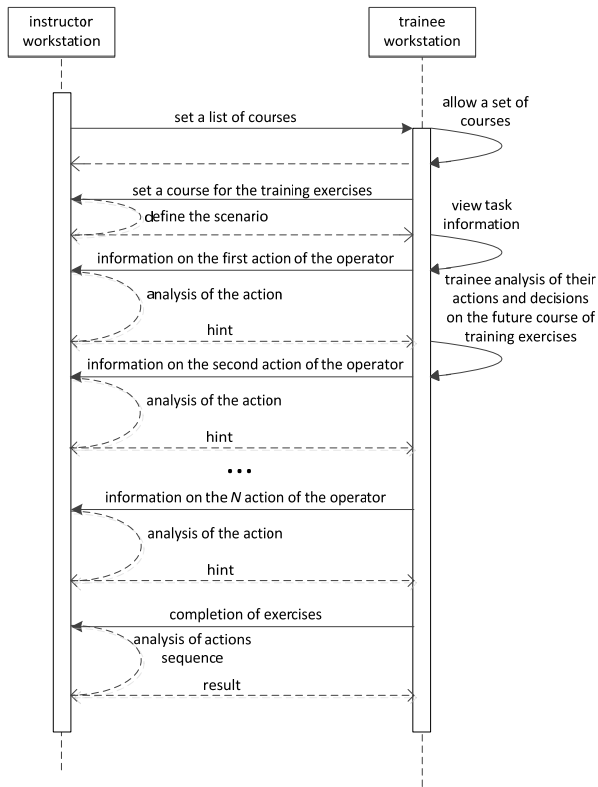 instructor
workstation
trainee
workstation
set a list of courses
allow a set of
courses
set a course for the training exercises
define the scenario
view task
information
information on the first action of the operator
analysis of the action
trainee analysis of their
actions and decisions
on the future course of
training exercises
hint
information on the second action of the operator
analysis of the action
hint
...
information on the N action of the operator
analysis of the action
hint
completion of exercises
analysis of actions
sequence
result